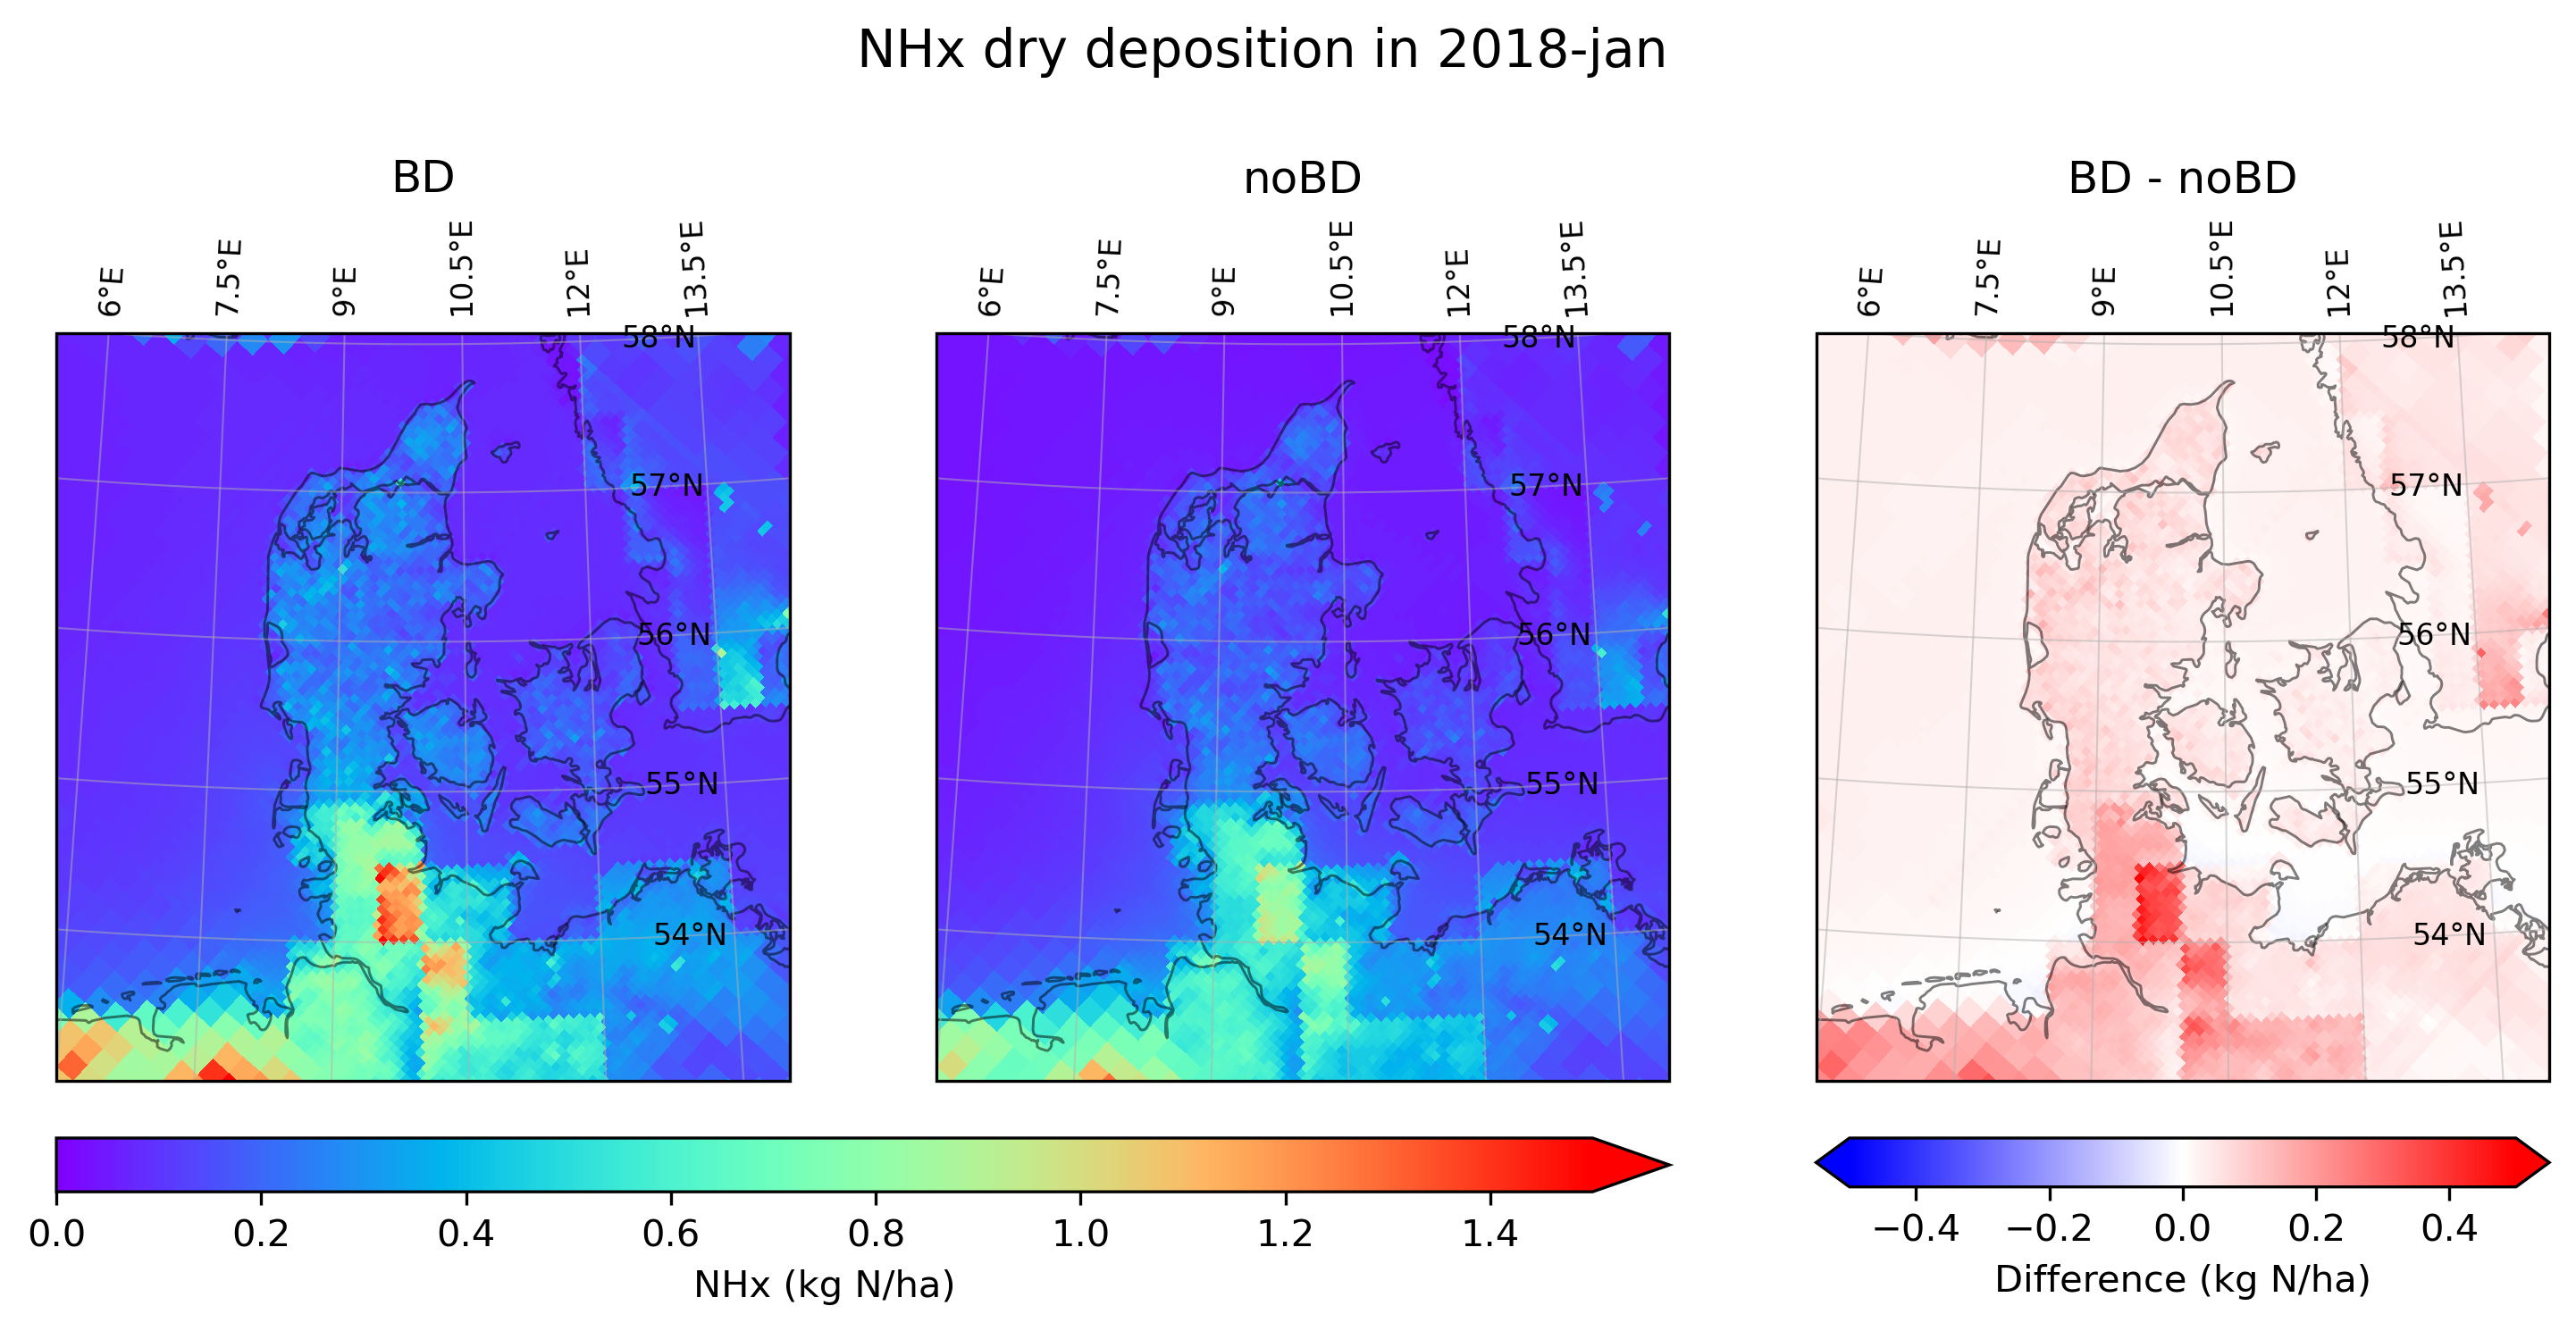 NHx dry deposition in 2018-jan
BD
noBD
BD - noBD
6°E 7.5°E 9°E 10.5°E 12°E 13.5°E
6°E 7.5°E 9°E 10.5°E 12°E 13.5°E
6°E 7.5°E 9°E 10.5°E 12°E 13.5°E
58°N 58°N 58°N
57°N 57°N 57°N
56°N 56°N 56°N
55°N 55°N 55°N
54°N 54°N 54°N
0.0 0.2 0.4 0.6 0.8 1.0 1.2 1.4
NHx (kg N/ha)
−0.4 −0.2 0.0 0.2 0.4
Difference (kg N/ha)